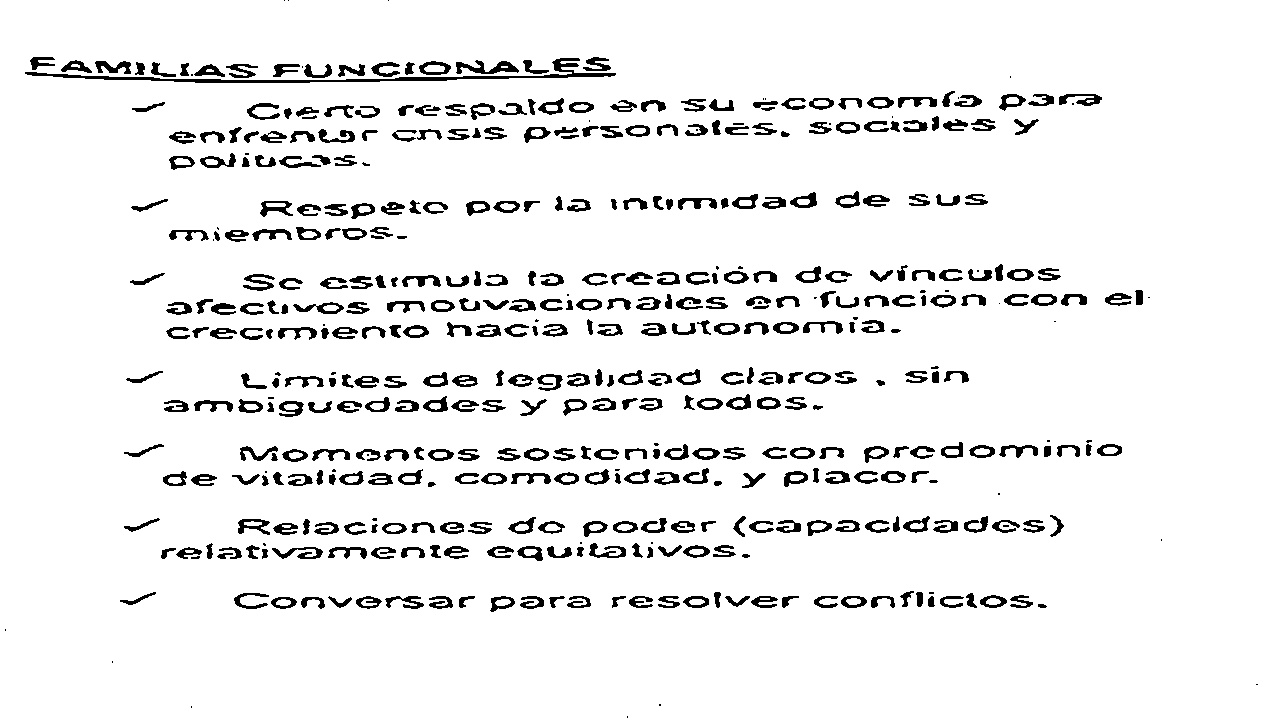 FAMILIAS FUNCIONALES
✓ Cierto respaldo en su economía para
enfrentar crisis personales, sociales y
políticas.
✓ Respeto por la intimidad de sus
miembros.
✓ Se estimula la creación de vínculos
afectivos motivacionales en función con el
crecimiento hacia la autonomía.
✓ Límites de legalidad claros , sin
ambiguedades y para todos.
✓ Momentos sostenidos con predominio
de vitalidad, comodidad, y placer.
✓ Relaciones de poder (capacidades)
relativamente equitativos.
✓ Conversar para resolver conflictos.